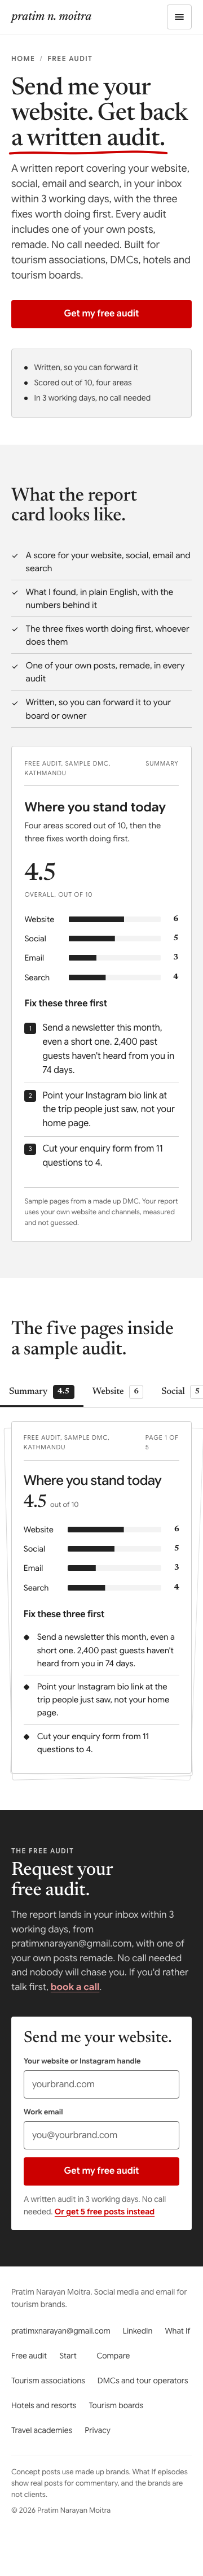 pratim n. moitra
HOME / FREE AUDIT
Send me your
website. Get back
a written audit.
A written report covering your website,
social, email and search, in your inbox
within 3 working days, with the three
fixes worth doing first. Every audit
includes one of your own posts,
remade. No call needed. Built for
tourism associations, DMCs, hotels and
tourism boards.
Get my free audit
Written, so you can forward it
Scored out of 10, four areas
In 3 working days, no call needed
What the report
card looks like.
A score for your website, social, email and
search
What I found, in plain English, with the
numbers behind it
The three fixes worth doing first, whoever
does them
One of your own posts, remade, in every
audit
Written, so you can forward it to your
board or owner
FREE AUDIT, SAMPLE DMC,
KATHMANDU
SUMMARY
Where you stand today
Four areas scored out of 10, then the
three fixes worth doing first.
4.5
OVERALL, OUT OF 10
Website 6
Social 5
Email 3
Search 4
Fix these three first
1 Send a newsletter this month,
even a short one. 2,400 past
guests haven't heard from you in
74 days.
2 Point your Instagram bio link at
the trip people just saw, not your
home page.
3 Cut your enquiry form from 11
questions to 4.
Sample pages from a made up DMC. Your report
uses your own website and channels, measured
and not guessed.
The five pages inside
a sample audit.
Summary 4.5 Website 6 Social 5
FREE AUDIT, SAMPLE DMC,
KATHMANDU
PAGE 1 OF
5
Where you stand today
4.5 out of 10
Website 6
Social 5
Email 3
Search 4
Fix these three first
Send a newsletter this month, even a
short one. 2,400 past guests haven't
heard from you in 74 days.
Point your Instagram bio link at the
trip people just saw, not your home
page.
Cut your enquiry form from 11
questions to 4.
THE FREE AUDIT
Request your
free audit.
The report lands in your inbox within 3
working days, from
pratimxnarayan@gmail.com, with one of
your own posts remade. No call needed
and nobody will chase you. If you'd rather
talk first, book a call.
Send me your website.
Your website or Instagram handle
yourbrand.com
Work email
you@yourbrand.com
Get my free audit
A written audit in 3 working days. No call
needed. Or get 5 free posts instead
Pratim Narayan Moitra. Social media and email for
tourism brands.
pratimxnarayan@gmail.com LinkedIn What If
Free audit Start Compare
Tourism associations DMCs and tour operators
Hotels and resorts Tourism boards
Travel academies Privacy
Concept posts use made up brands. What If episodes
show real posts for commentary, and the brands are
not clients.
© 2026 Pratim Narayan Moitra